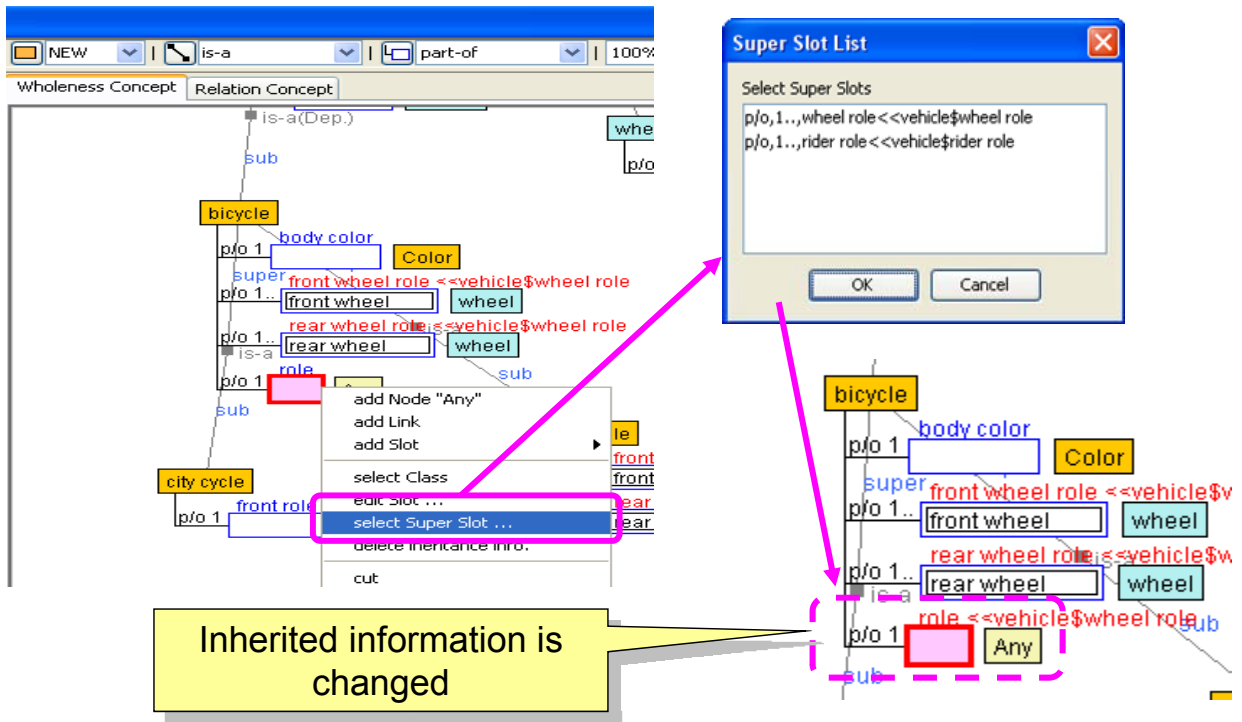 NEW
is-a
part-of
100%
Wholeness Concept
Relation Concept
is-a(Dep.)
whe
p/o
sub
bicycle
p/o 1
body color
Color
super
front wheel role <<vehicle$wheel role
p/o 1..
front wheel
wheel
rear wheel role <<vehicle$wheel role
is-a
p/o 1..
rear wheel
wheel
is-a
role
sub
p/o 1
sub
add Node "Any"
add Link
add Slot
select Class
edit Slot ...
select Super Slot ...
delete inheritance info.
cut
le
front
front
rear
rear
city cycle
front role
p/o 1
Super Slot List
Select Super Slots
p/o,1..,wheel role<<vehicle$wheel role
p/o,1..,rider role<<vehicle$rider role
OK
Cancel
bicycle
body color
p/o 1
Color
super
front wheel role <<vehicle$w
p/o 1..
front wheel
wheel
rear wheel role <<vehicle$w
is-a
p/o 1..
rear wheel
wheel
is-a
role <<vehicle$wheel role
sub
p/o 1
Any
sub
Inherited information is
changed